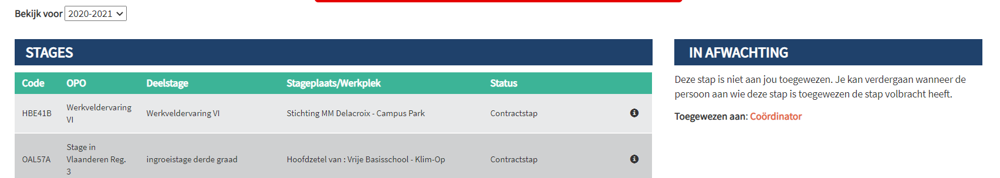 Bekijk voor 2020-2021
STAGES
Code OPO Deelstage Stageplaats/Werkplek Status
HBE41B Werkveldervaring VI Werkveldervaring VI Stichting MM Delacroix - Campus Park Contractstap
OAL57A Stage in Vlaanderen Reg. 3 ingroeistage derde graad Hoofdzetel van : Vrije Basisschool - Klim-Op Contractstap
IN AFWACHTING
Deze stap is niet aan jou toegewezen. Je kan verdergaan wanneer de
persoon aan wie deze stap is toegewezen de stap volbracht heeft.
Toegewezen aan: Coördinator